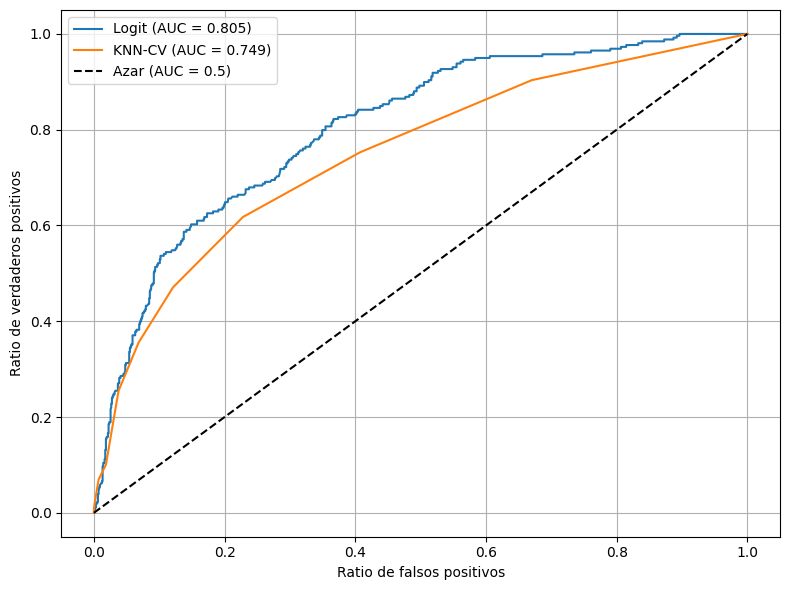 Logit (AUC = 0.805)
KNN-CV (AUC = 0.749)
Azar (AUC = 0.5)
Ratio de verdaderos positivos
1.0
0.8
0.6
0.4
0.2
0.0
0.0 0.2 0.4 0.6 0.8 1.0
Ratio de falsos positivos